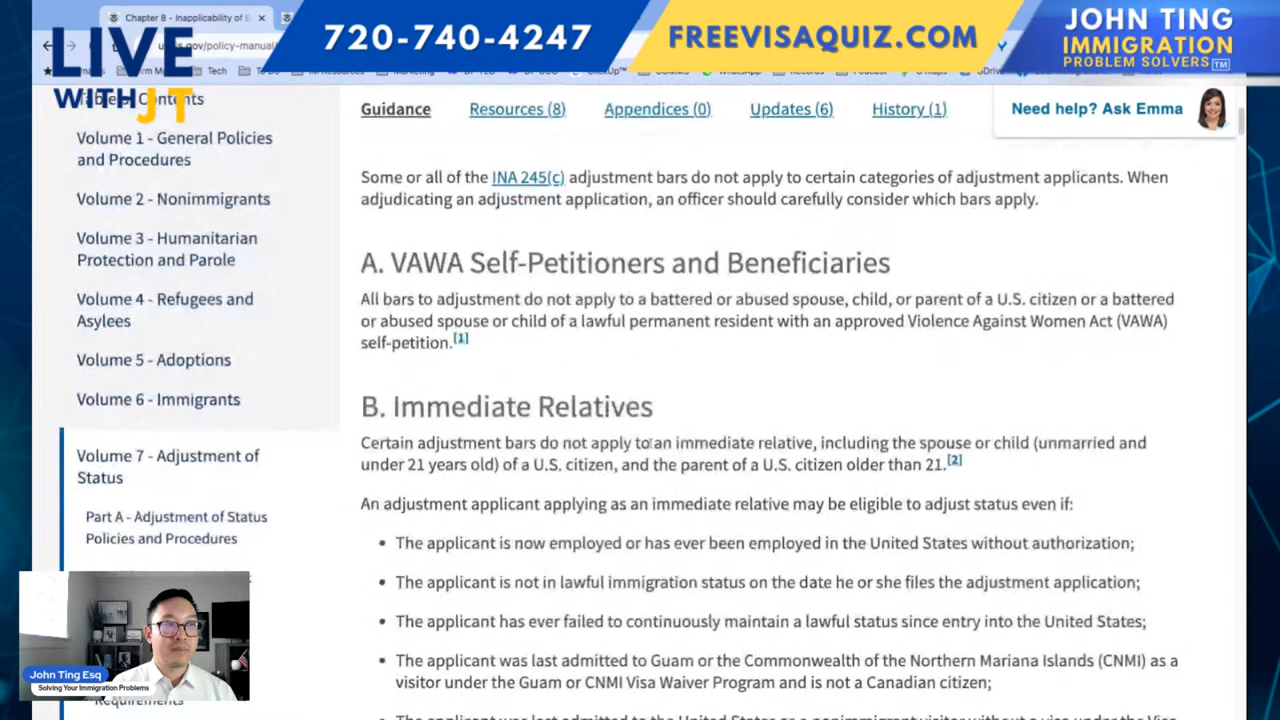 Chapter 8 - Inapplicability of B
LIVE
WITH JT
720-740-4247
FREEVISAQUIZ.COM
JOHN TING
IMMIGRATION
PROBLEM SOLVERS TM
.gov/policy-manual/
Tech
Marketing
WhatsApp
Records
Podcast
Contents
Volume 1 - General Policies
and Procedures
Volume 2 - Nonimmigrants
Volume 3 - Humanitarian
Protection and Parole
Volume 4 - Refugees and
Asylees
Volume 5 - Adoptions
Volume 6 - Immigrants
Volume 7 - Adjustment of
Status
Part A - Adjustment of Status
Policies and Procedures
Requirements
John Ting Esq
Solving Your Immigration Problems
Guidance Resources (8) Appendices (0) Updates (6) History (1)
Need help? Ask Emma
Some or all of the INA 245(c) adjustment bars do not apply to certain categories of adjustment applicants. When
adjudicating an adjustment application, an officer should carefully consider which bars apply.
A. VAWA Self-Petitioners and Beneficiaries
All bars to adjustment do not apply to a battered or abused spouse, child, or parent of a U.S. citizen or a battered
or abused spouse or child of a lawful permanent resident with an approved Violence Against Women Act (VAWA)
self-petition.[1]
B. Immediate Relatives
Certain adjustment bars do not apply to an immediate relative, including the spouse or child (unmarried and
under 21 years old) of a U.S. citizen, and the parent of a U.S. citizen older than 21.[2]
An adjustment applicant applying as an immediate relative may be eligible to adjust status even if:
• The applicant is now employed or has ever been employed in the United States without authorization;
• The applicant is not in lawful immigration status on the date he or she files the adjustment application;
• The applicant has ever failed to continuously maintain a lawful status since entry into the United States;
• The applicant was last admitted to Guam or the Commonwealth of the Northern Mariana Islands (CNMI) as a
visitor under the Guam or CNMI Visa Waiver Program and is not a Canadian citizen;